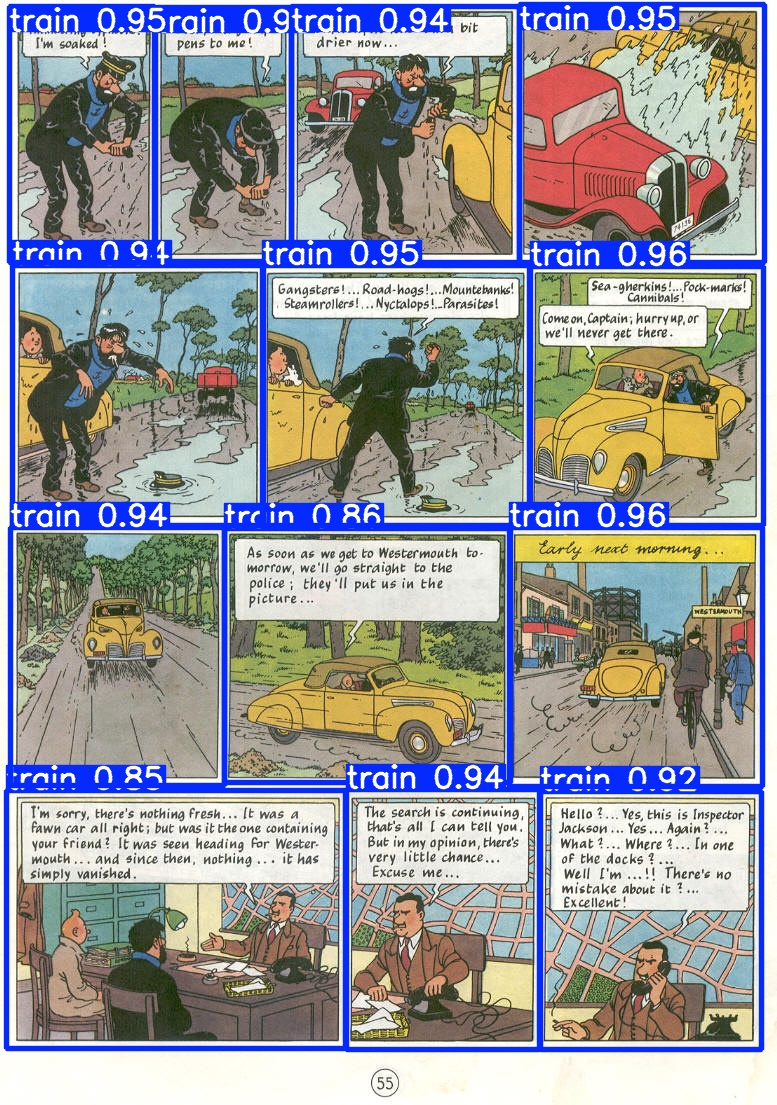 train 0.95
train 0.94
train 0.95
I'm soaked !
pens to me !
bit
drier now...
74136
train 0.94
train 0.95
train 0.96
Gangsters!...Road-hogs!...Mountebanks!
Steamrollers!...Nyctalops!...Parasites!
Sea-gherkins!...Pock-marks!
Cannibals!
Come on, Captain; hurry up, or
we'll never get there.
train 0.94
train 0.86
train 0.96
As soon as we get to Westermouth to-
morrow, we'll go straight to the
police; they'll put us in the
picture...
Early next morning...
WESTERMOUTH
train 0.85
train 0.94
train 0.92
I'm sorry, there's nothing fresh... It was a
fawn car all right; but was it the one containing
your friend? It was seen heading for Wester-
mouth... and since then, nothing... it has
simply vanished.
The search is continuing,
that's all I can tell you.
But in my opinion, there's
very little chance...
Excuse me...
Hello?... Yes, this is Inspector
Jackson... Yes... Again?...
What?... Where?... In one
of the docks?...
Well I'm...!! There's no
mistake about it?...
Excellent!
55